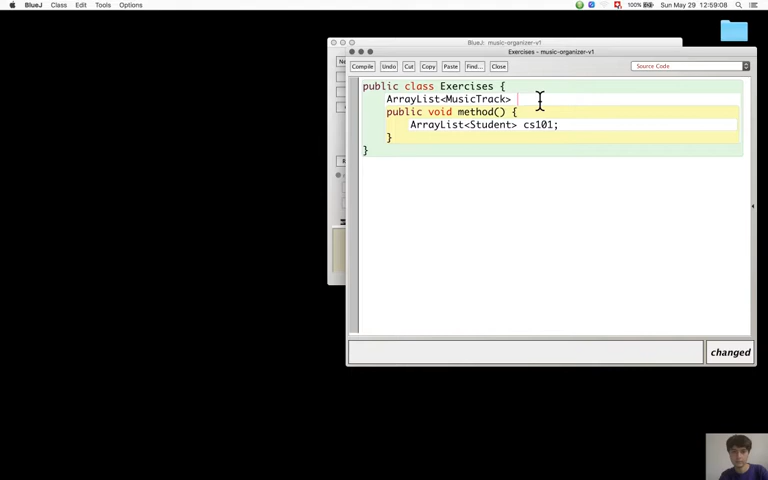 BlueJ Class Edit Tools Options
100% Sun May 29 12:59:08
BlueJ: music-organizer-v1
Exercises - music-organizer-v1
Compile Undo Cut Copy Paste Find... Close Source Code
public class Exercises {
ArrayList<MusicTrack>
public void method() {
ArrayList<Student> cs101;
}
}
changed